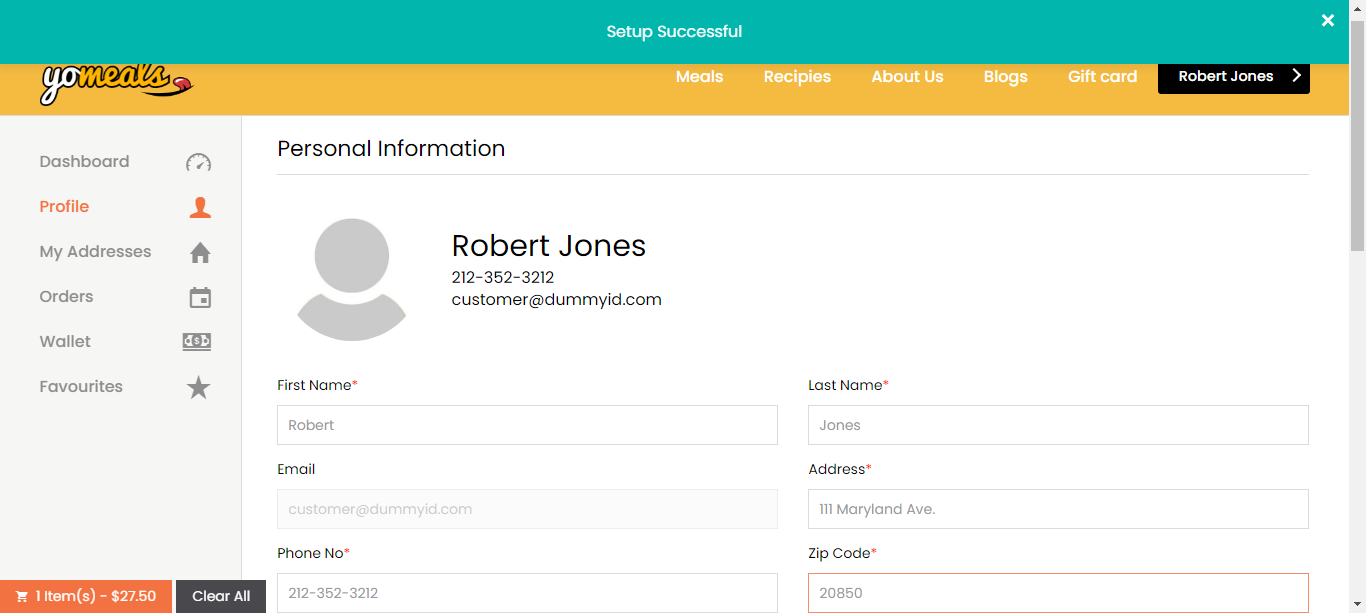 Setup Successful
yomeals
Meals
Recipies
About Us
Blogs
Gift card
Robert Jones
Dashboard
Profile
My Addresses
Orders
Wallet
Favourites
1 Item(s) - $27.50
Clear All
Personal Information
Robert Jones
212-352-3212
customer@dummyid.com
First Name*
Robert
Last Name*
Jones
Email
customer@dummyid.com
Address*
111 Maryland Ave.
Phone No*
212-352-3212
Zip Code*
20850